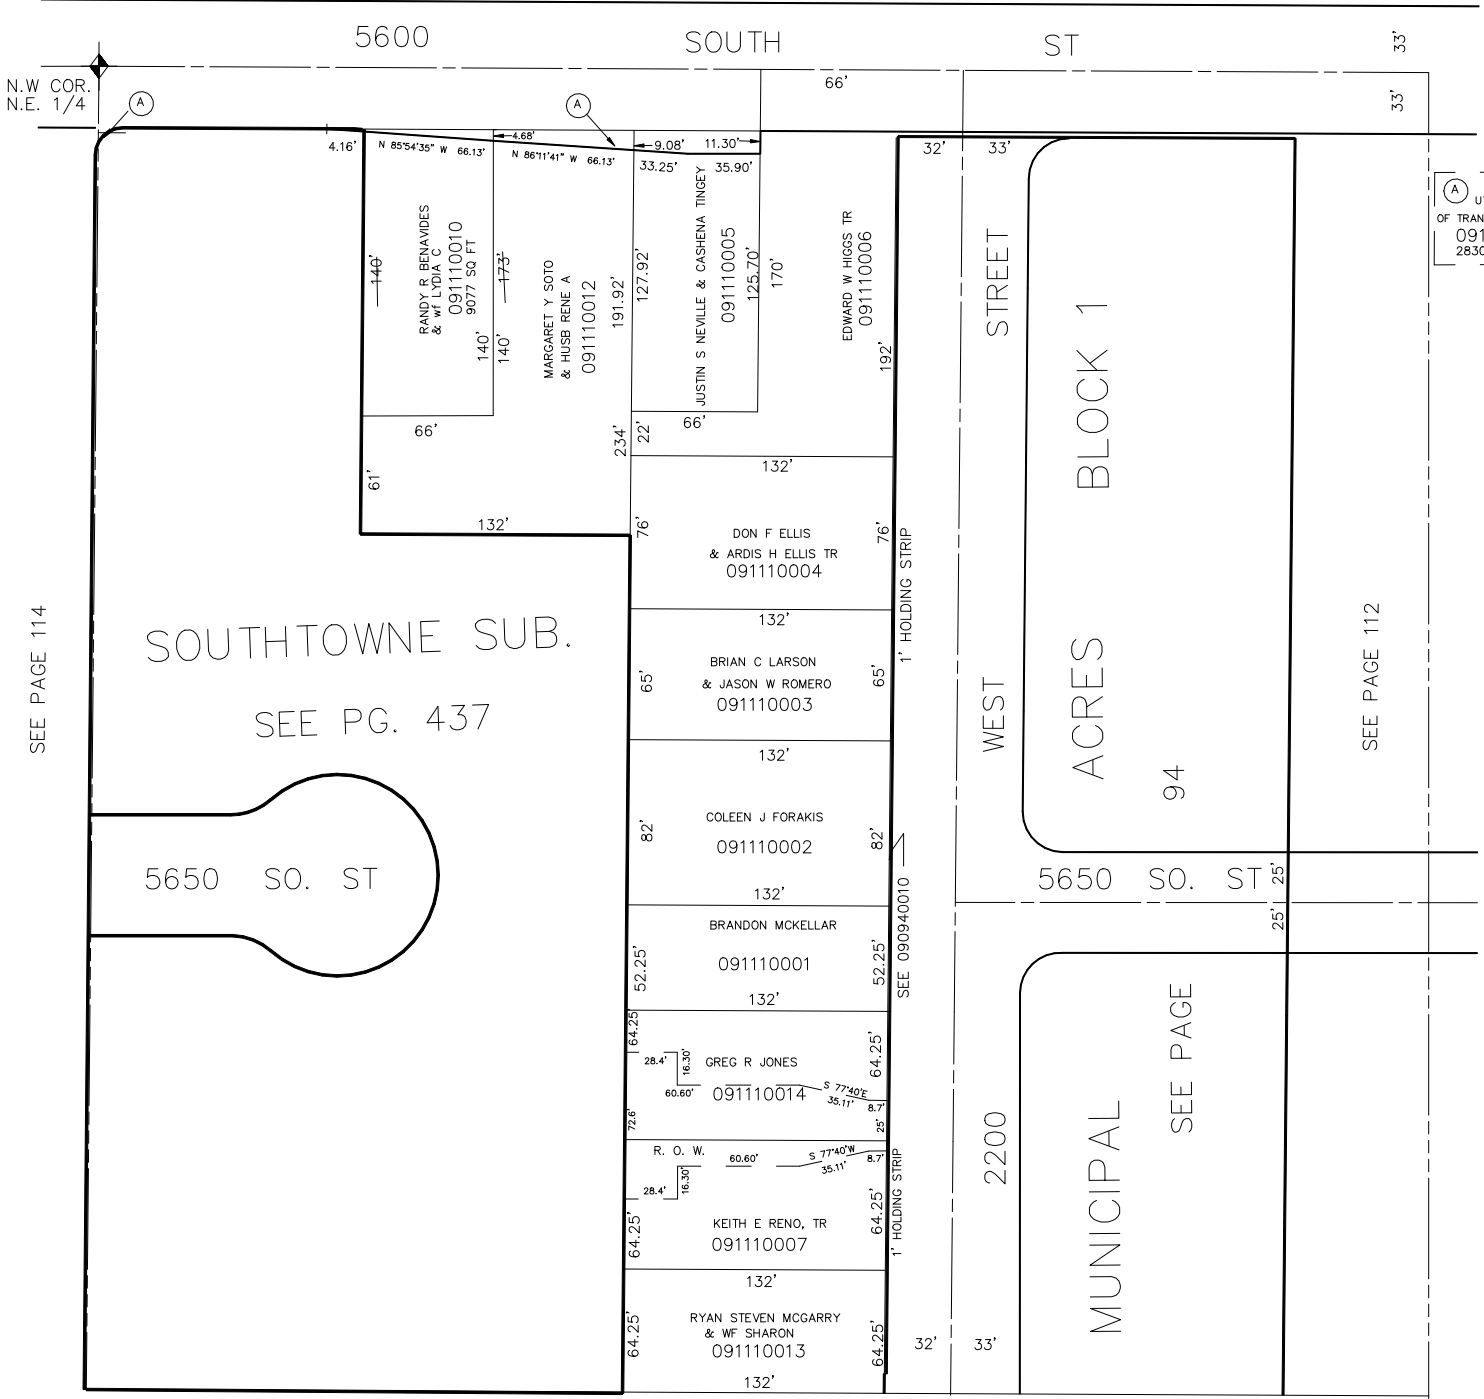 5600 SOUTH ST
33'
66'
33'
N.W COR.
N.E. 1/4
A
A
4.16'
N 85°54'35" W 66.13'
4.68'
N 86°11'41" W 66.13'
9.08'
11.30'
33.25'
35.90'
32'
33'
A
OF TRAN
091
2830
RANDY R BENAVIDES
& wf LYDIA C
091110010
9077 SQ FT
140'
173'
140'
140'
66'
MARGARET Y SOTO
& HUSB RENE A
091110012
191.92'
127.92'
JUSTIN S NEVILLE & CASHENA TINGEY
091110005
125.70'
170'
66'
EDWARD W HIGGS TR
091110006
192'
234'
22'
61'
132'
132'
76'
DON F ELLIS
& ARDIS H ELLIS TR
091110004
76'
132'
65'
BRIAN C LARSON
& JASON W ROMERO
091110003
65'
132'
82'
COLEEN J FORAKIS
091110002
82'
132'
BRANDON MCKELLAR
091110001
52.25'
52.25'
132'
64.25
28.4'
16.30'
GREG R JONES
091110014
60.60'
S 77°40'E
35.11'
8.7'
64.25'
72.6'
25'
R. O. W.
60.60'
S 77°40'W
35.11'
8.7'
28.4'
16.30'
64.25'
64.25'
KEITH E RENO, TR
091110007
132'
RYAN STEVEN MCGARRY
& WF SHARON
091110013
64.25'
64.25'
132'
SEE PAGE 114
SOUTHTOWNE SUB.
SEE PG. 437
5650 SO. ST
1' HOLDING STRIP
SEE 090940010
1' HOLDING STRIP
2200 WEST STREET
32'
33'
MUNICIPAL ACRES BLOCK 1
SEE PAGE 94
5650 SO. ST
25'
25'
SEE PAGE 112